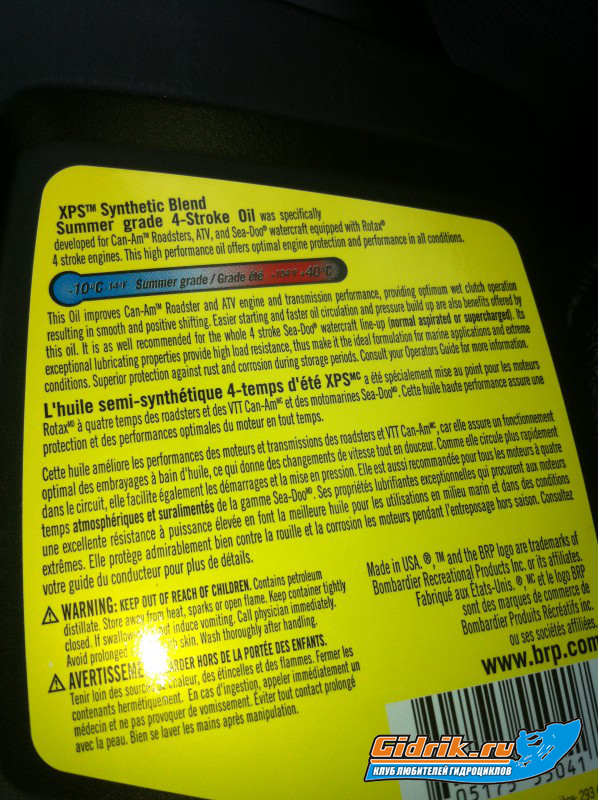 XPS™ Synthetic Blend
Summer grade 4-Stroke Oil was specifically
developed for Can-Am™ Roadsters, ATV, and Sea-Doo® watercraft equipped with Rotax®
4 stroke engines. This high performance oil offers optimal engine protection and performance in all conditions.
-10°C 14°F Summer grade / Grade été +104°F +40°C
This Oil improves Can-Am™ Roadster and ATV engine and transmission performance, providing optimum wet clutch operation
resulting in smooth and positive shifting. Easier starting and faster oil circulation and pressure build up are also benefits offered by
this oil. It is as well recommended for the whole 4 stroke Sea-Doo® watercraft line-up (normal aspirated or supercharged). Its
exceptional lubricating properties provide high load resistance, thus make it the ideal formulation for marine applications and extreme
conditions. Superior protection against rust and corrosion during storage periods. Consult your Operators Guide for more information.
L'huile semi-synthétique 4-temps d'été XPSᴹᶜ a été spécialement mise au point pour les moteurs
Rotaxᴹᴰ à quatre temps des roadsters et des VTT Can-Amᴹᶜ et des motomarines Sea-Dooᴹᴰ. Cette huile haute performance assure une
protection et des performances optimales du moteur en tout temps.
Cette huile améliore les performances des moteurs et transmissions des roadsters et VTT Can-Amᴹᶜ, car elle assure un fonctionnement
optimal des embrayages à bain d'huile, ce qui donne des changements de vitesse tout en douceur. Comme elle circule plus rapidement
dans le circuit, elle facilite également les démarrages et la mise en pression. Elle est aussi recommandée pour tous les moteurs à quatre
temps atmosphériques et suralimentés de la gamme Sea-Dooᴹᴰ. Ses propriétés lubrifiantes exceptionnelles qui procurent aux moteurs
une excellente résistance à puissance élevée en font la meilleure huile pour les utilisations en milieu marin et dans des conditions
extrêmes. Elle protège admirablement bien contre la rouille et la corrosion les moteurs pendant l'entreposage hors saison. Consultez
votre guide du conducteur pour plus de détails.
WARNING: KEEP OUT OF REACH OF CHILDREN. Contains petroleum
distillate. Store away from heat, sparks or open flame. Keep container tightly
closed. If swallowed, induce vomiting. Call physician immediately.
Avoid prolonged skin. Wash thoroughly after handling.
AVERTISSEMENT GARDER HORS DE LA PORTÉE DES ENFANTS.
Tenir loin des sources chaleur, des étincelles et des flammes. Fermer les
contenants hermétiquement. En cas d'ingestion, appeler immédiatement un
médecin et ne pas provoquer de vomissement. Éviter tout contact prolongé
avec la peau. Bien se laver les mains après manipulation.
Made in USA. ®, ™ and the BRP logo are trademarks of
Bombardier Recreational Products Inc. or its affiliates.
Fabriqué aux États-Unis. ® ᴹᶜ et le logo BRP
sont des marques de commerce de
Bombardier Produits Récréatifs inc.
ou ses sociétés affiliées.
www.brp.com
Gidrik.ru
КЛУБ ЛЮБИТЕЛЕЙ ГИДРОЦИКЛОВ